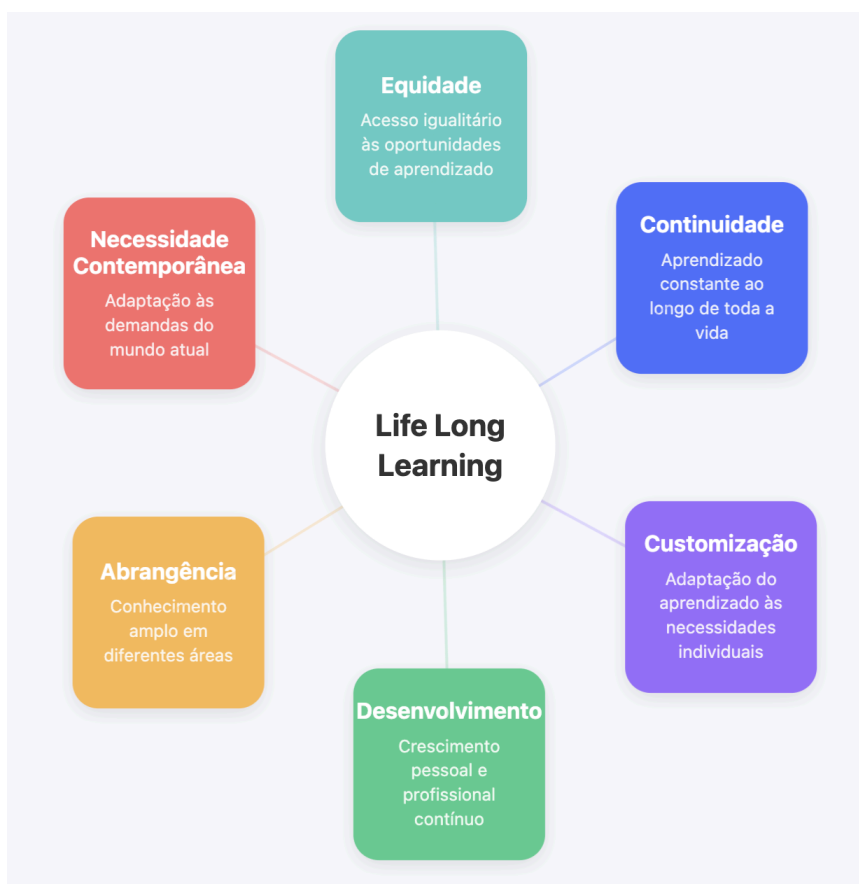 Equidade
Acesso igualitário
às oportunidades
de aprendizado
Continuidade
Aprendizado
constante ao
longo de toda a
vida
Necessidade
Contemporânea
Adaptação às
demandas do
mundo atual
Life Long
Learning
Customização
Adaptação do
aprendizado às
necessidades
individuais
Abrangência
Conhecimento
amplo em
diferentes áreas
Desenvolvimento
Crescimento
pessoal e
profissional
contínuo